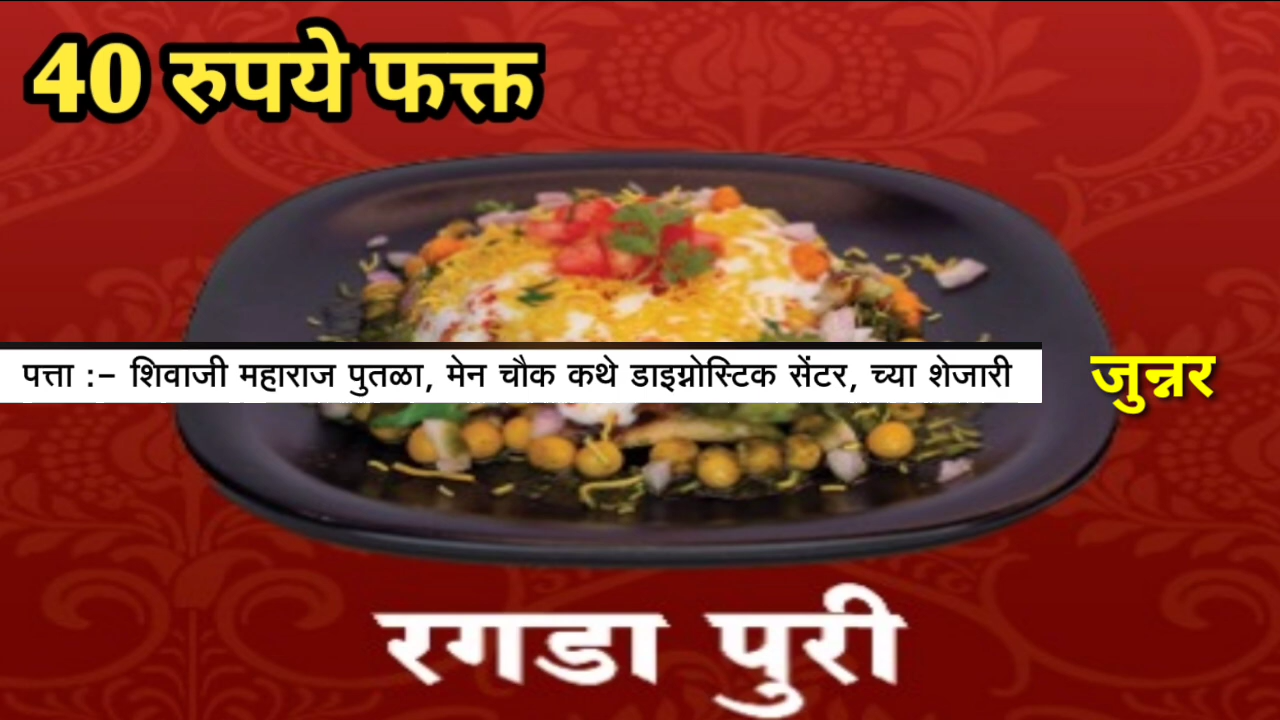 40 रुपये फक्त
पत्ता :– शिवाजी महाराज पुतळा, मेन चौक कथे डाइग्नोस्टिक सेंटर, च्या शेजारी
जुन्नर
रगडा पुरी